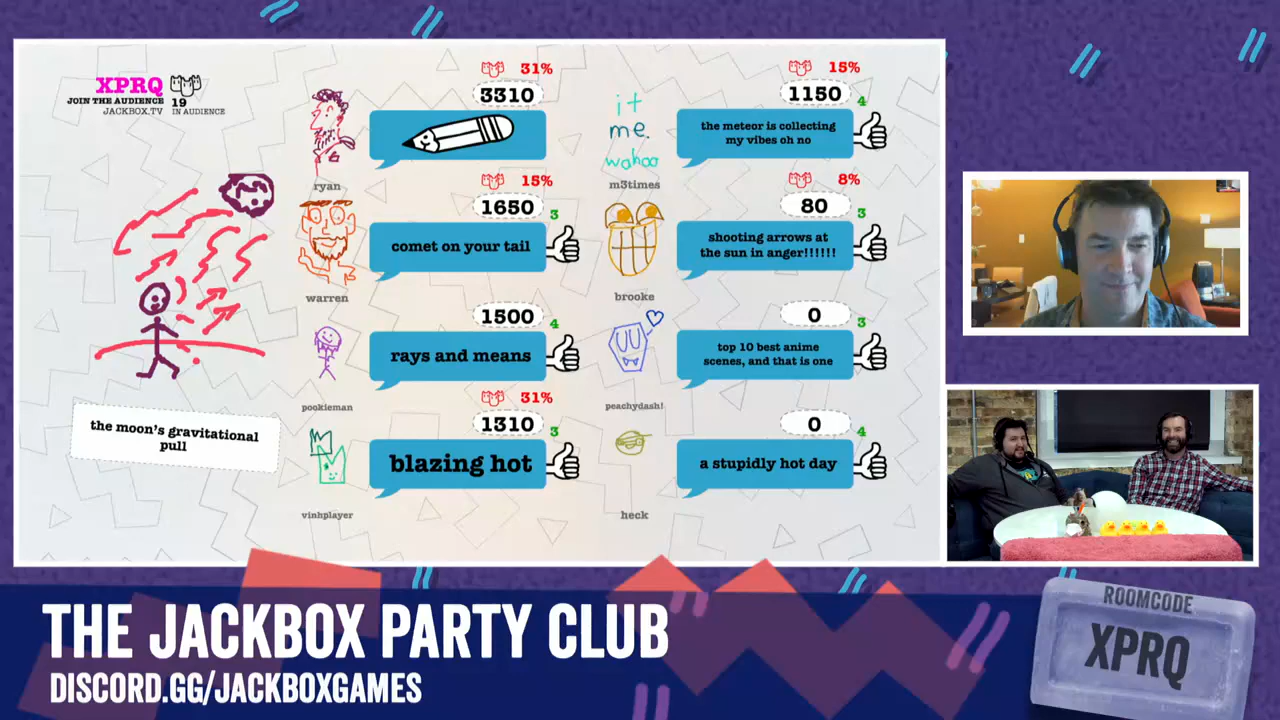 XPRQ
JOIN THE AUDIENCE
JACKBOX.TV
19
IN AUDIENCE
the moon's gravitational
pull
31%
3310
ryan
15%
1650
3
comet on your tail
warren
1500
4
rays and means
pookieman
31%
1310
3
blazing hot
vinhplayer
15%
1150
4
it
me.
wahoo
the meteor is collecting
my vibes oh no
m3times
8%
80
3
shooting arrows at
the sun in anger!!!!!!
brooke
0
3
top 10 best anime
scenes, and that is one
peachydash!
0
4
a stupidly hot day
heck
THE JACKBOX PARTY CLUB
DISCORD.GG/JACKBOXGAMES
ROOMCODE
XPRQ